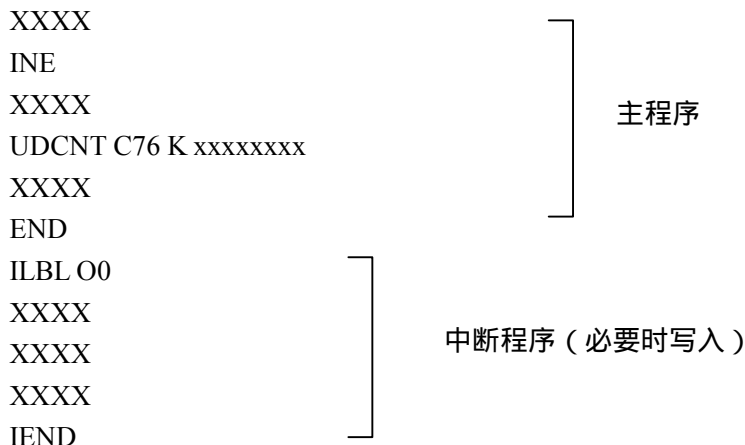 XXXX
INE
XXXX
主程序
UDCNT C76 K xxxxxxxx
XXXX
END
ILBL O0
XXXX
中断程序（必要时写入）
XXXX
XXXX
IEND